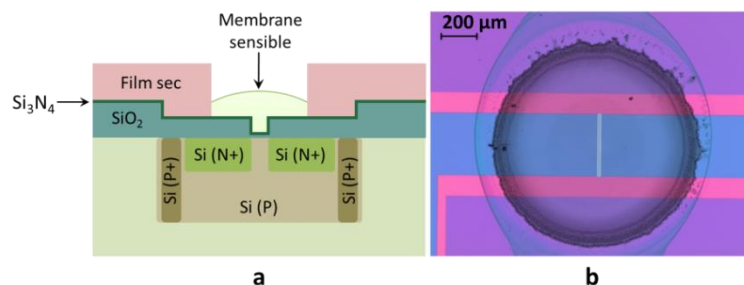 Membrane
sensible
Film sec
Si₃N₄
SiO₂
Si (N+)
Si (N+)
Si (P+)
Si (P+)
Si (P)
a
200 µm
b